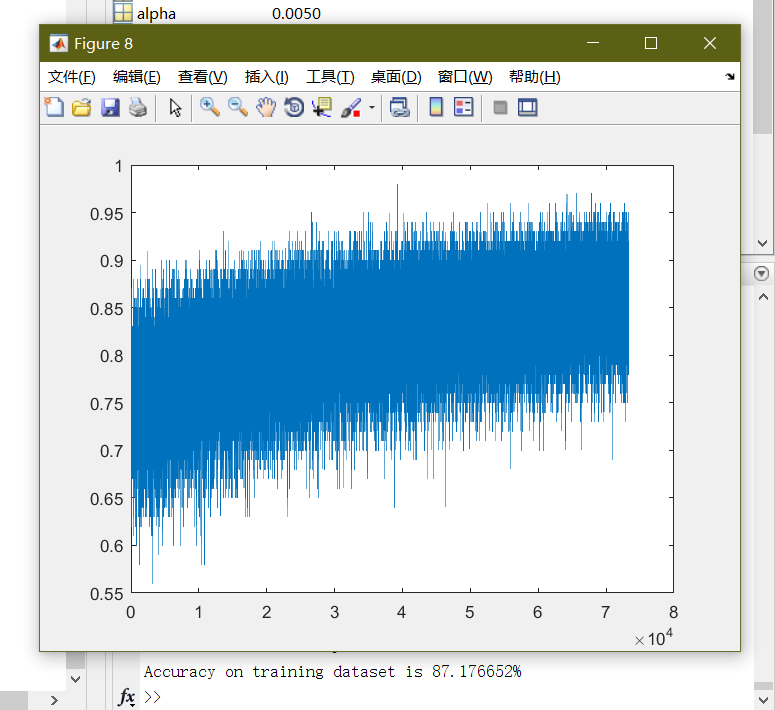 alpha 0.0050
Figure 8
文件(F) 编辑(E) 查看(V) 插入(I) 工具(T) 桌面(D) 窗口(W) 帮助(H)
1
0.95
0.9
0.85
0.8
0.75
0.7
0.65
0.6
0.55
0 1 2 3 4 5 6 7 8
×10^4
Accuracy on training dataset is 87.176652%
fx >>